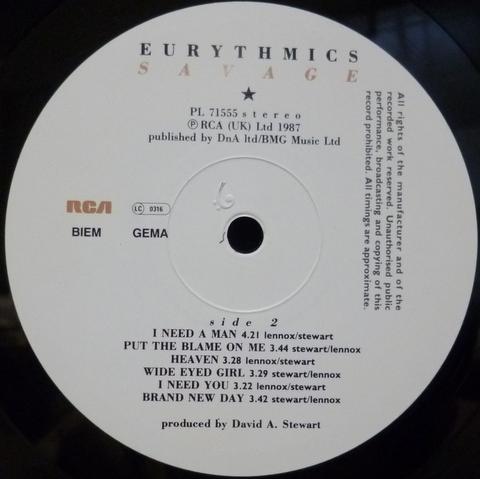 EURYTHMICS
SAVAGE
★
PL 71555 stereo
Ⓟ RCA (UK) Ltd 1987
published by DnA ltd/BMG Music Ltd
All rights of the manufacturer and of the
recorded work reserved. Unauthorised public
performance, broadcasting and copying of this
record prohibited. All timings are approximate.
RCA
LC 0316
BIEM GEMA
side 2
I NEED A MAN 4.21 lennox/stewart
PUT THE BLAME ON ME 3.44 stewart/lennox
HEAVEN 3.28 lennox/stewart
WIDE EYED GIRL 3.29 stewart/lennox
I NEED YOU 3.22 lennox/stewart
BRAND NEW DAY 3.42 stewart/lennox
produced by David A. Stewart